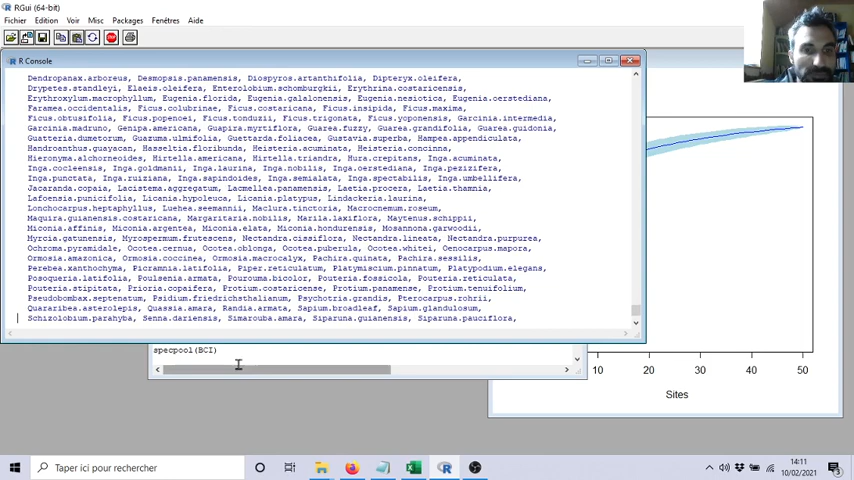 RGui (64-bit)
Fichier Edition Voir Misc Packages Fenêtres Aide
R Console
Dendropanax.arboreus, Desmopsis.panamensis, Diospyros.artanthifolia, Dipteryx.oleifera,
Drypetes.standleyi, Elaeis.oleifera, Enterolobium.schomburgkii, Erythrina.costaricensis,
Erythroxylum.macrophyllum, Eugenia.florida, Eugenia.galalonensis, Eugenia.nesiotica, Eugenia.oerstediana,
Faramea.occidentalis, Ficus.colubrinae, Ficus.costaricana, Ficus.insipida, Ficus.maxima,
Ficus.obtusifolia, Ficus.popenoei, Ficus.tonduzii, Ficus.trigonata, Ficus.yoponensis, Garcinia.intermedia,
Garcinia.madruno, Genipa.americana, Guapira.myrtiflora, Guarea.fuzzy, Guarea.grandifolia, Guarea.guidonia,
Guatteria.dumetorum, Guazuma.ulmifolia, Guettarda.foliacea, Gustavia.superba, Hampea.appendiculata,
Handroanthus.guayacan, Hasseltia.floribunda, Heisteria.acuminata, Heisteria.concinna,
Hieronyma.alchorneoides, Hirtella.americana, Hirtella.triandra, Hura.crepitans, Inga.acuminata,
Inga.cocleensis, Inga.goldmanii, Inga.laurina, Inga.nobilis, Inga.oerstediana, Inga.pezizifera,
Inga.punctata, Inga.ruiziana, Inga.sapindoides, Inga.semialata, Inga.spectabilis, Inga.umbellifera,
Jacaranda.copaia, Lacistema.aggregatum, Lacmellea.panamensis, Laetia.procera, Laetia.thamnia,
Lafoensia.punicifolia, Licania.hypoleuca, Licania.platypus, Lindackeria.laurina,
Lonchocarpus.heptaphyllus, Luehea.seemannii, Maclura.tinctoria, Macrocnemum.roseum,
Maquira.guianensis.costaricana, Margaritaria.nobilis, Marila.laxiflora, Maytenus.schippii,
Miconia.affinis, Miconia.argentea, Miconia.elata, Miconia.hondurensis, Mosannona.garwoodii,
Myrcia.gatunensis, Myrospermum.frutescens, Nectandra.cissiflora, Nectandra.lineata, Nectandra.purpurea,
Ochroma.pyramidale, Ocotea.cernua, Ocotea.oblonga, Ocotea.puberula, Ocotea.whitei, Oenocarpus.mapora,
Ormosia.amazonica, Ormosia.coccinea, Ormosia.macrocalyx, Pachira.quinata, Pachira.sessilis,
Perebea.xanthochyma, Picramnia.latifolia, Piper.reticulatum, Platymiscium.pinnatum, Platypodium.elegans,
Posoqueria.latifolia, Poulsenia.armata, Pourouma.bicolor, Pouteria.fossicola, Pouteria.reticulata,
Pouteria.stipitata, Prioria.copaifera, Protium.costaricense, Protium.panamense, Protium.tenuifolium,
Pseudobombax.septenatum, Psidium.friedrichsthalianum, Psychotria.grandis, Pterocarpus.rohrii,
Quararibea.asterolepis, Quassia.amara, Randia.armata, Sapium.broadleaf, Sapium.glandulosum,
Schizolobium.parahyba, Senna.dariensis, Simarouba.amara, Siparuna.guianensis, Siparuna.pauciflora,
specpool(BCI)
10 20 30 40 50
Sites
Taper ici pour rechercher
14:11
10/02/2021
3